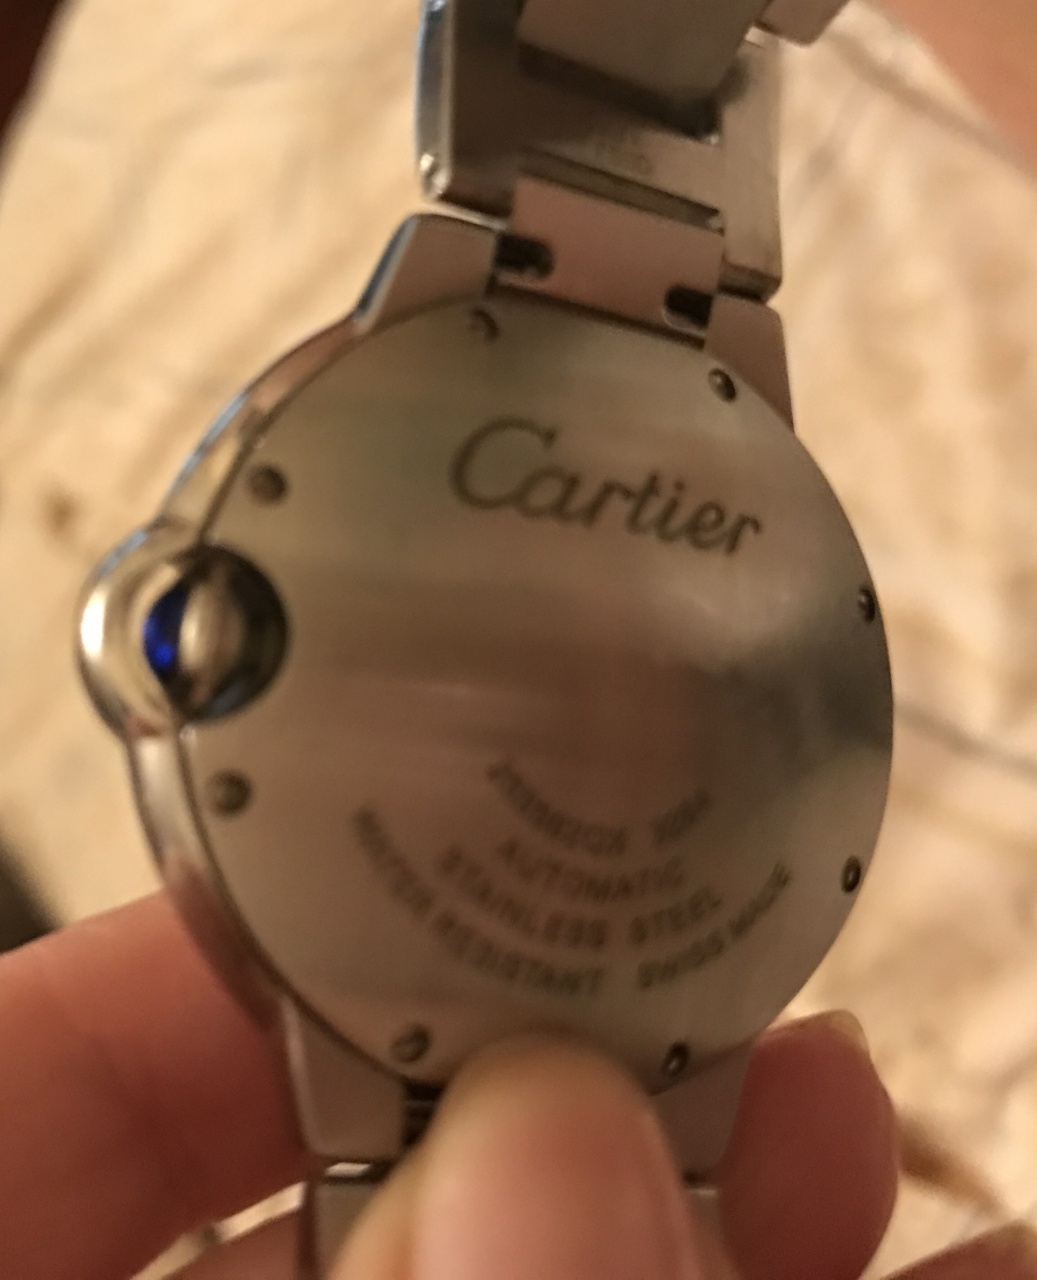 Cartier
AUTOMATIC
STAINLESS STEEL
WATER RESISTANT SWISS MADE